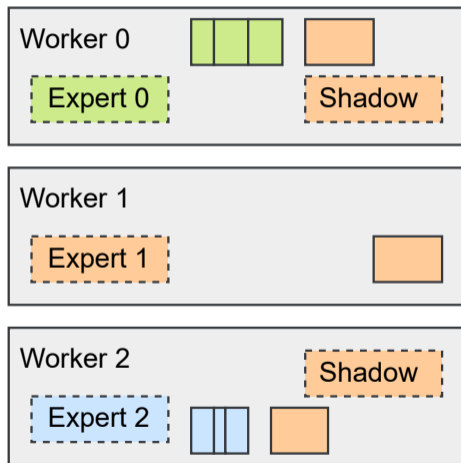 Worker 0
Expert 0
Shadow
Worker 1
Expert 1
Worker 2
Shadow
Expert 2